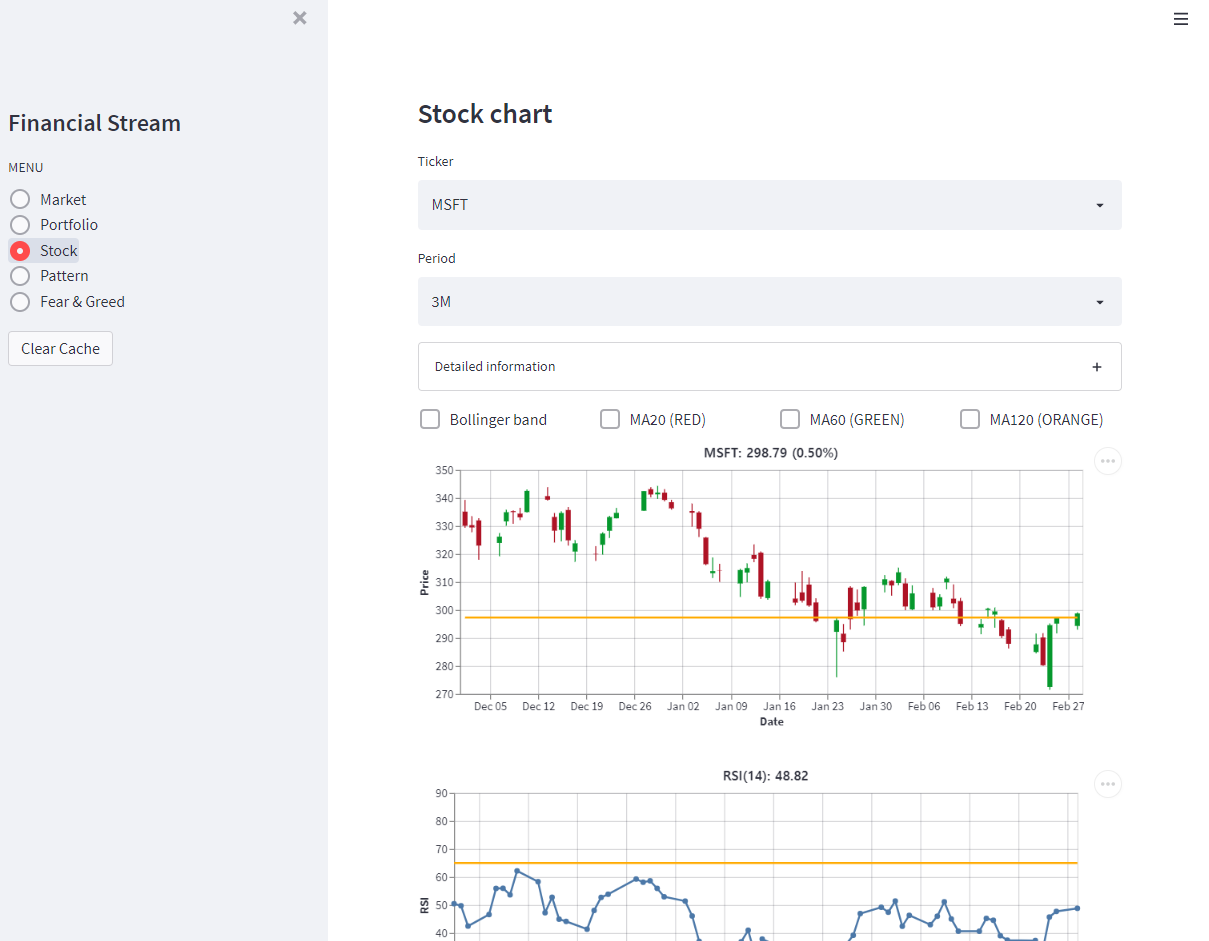 Financial Stream
MENU
Market
Portfolio
Stock
Pattern
Fear & Greed
Clear Cache
Stock chart
Ticker
MSFT
Period
3M
Detailed information
Bollinger band MA20 (RED) MA60 (GREEN) MA120 (ORANGE)
MSFT: 298.79 (0.50%)
350
340
330
320
310
300
290
280
270
Price
Dec 05 Dec 12 Dec 19 Dec 26 Jan 02 Jan 09 Jan 16 Jan 23 Jan 30 Feb 06 Feb 13 Feb 20 Feb 27
Date
RSI(14): 48.82
90
80
70
60
50
40
RSI